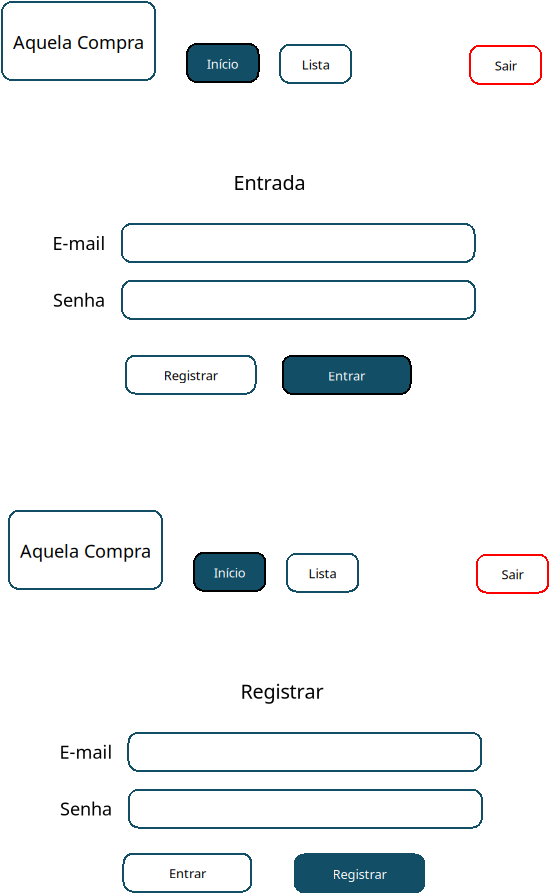 Aquela Compra
Início
Lista
Sair
Entrada
E-mail
Senha
Registrar
Entrar
Aquela Compra
Início
Lista
Sair
Registrar
E-mail
Senha
Entrar
Registrar